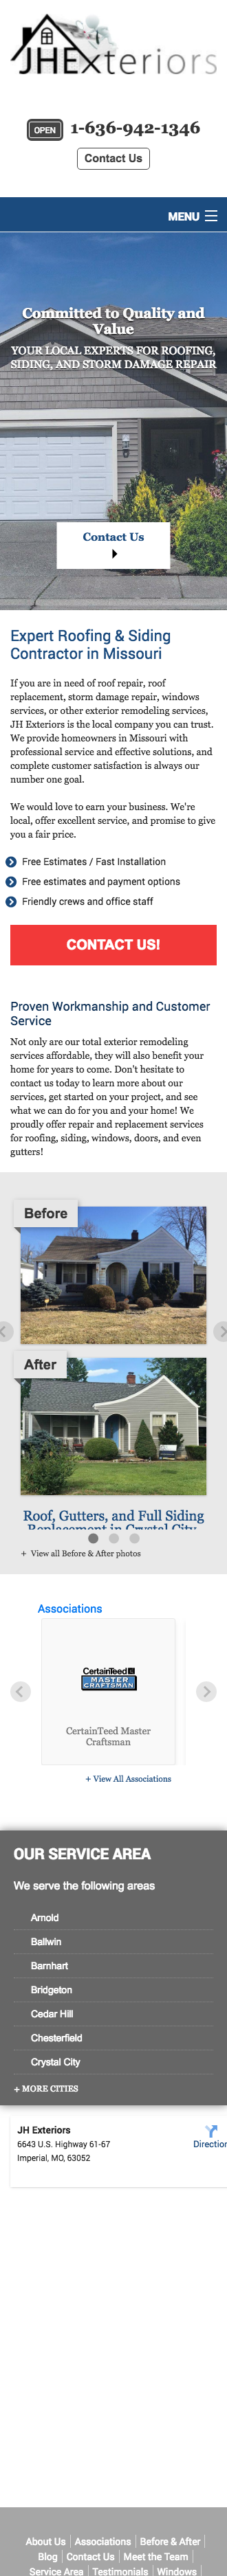 JHExteriors
OPEN 1-636-942-1346
Contact Us
MENU
Committed to Quality and
Value
YOUR LOCAL EXPERTS FOR ROOFING,
SIDING, AND STORM DAMAGE REPAIR
Contact Us
Expert Roofing & Siding
Contractor in Missouri
If you are in need of roof repair, roof
replacement, storm damage repair, windows
services, or other exterior remodeling services,
JH Exteriors is the local company you can trust.
We provide homeowners in Missouri with
professional service and effective solutions, and
complete customer satisfaction is always our
number one goal.
We would love to earn your business. We're
local, offer excellent service, and promise to give
you a fair price.
Free Estimates / Fast Installation
Free estimates and payment options
Friendly crews and office staff
CONTACT US!
Proven Workmanship and Customer
Service
Not only are our total exterior remodeling
services affordable, they will also benefit your
home for years to come. Don't hesitate to
contact us today to learn more about our
services, get started on your project, and see
what we can do for you and your home! We
proudly offer repair and replacement services
for roofing, siding, windows, doors, and even
gutters!
Before
After
Roof, Gutters, and Full Siding
Replacement in Crystal City,
+ View all Before & After photos
Associations
CertainTeed
MASTER
CRAFTSMAN
CertainTeed Master
Craftsman
+ View All Associations
OUR SERVICE AREA
We serve the following areas
Arnold
Ballwin
Barnhart
Bridgeton
Cedar Hill
Chesterfield
Crystal City
+ MORE CITIES
JH Exteriors
6643 U.S. Highway 61-67
Imperial, MO, 63052
Direction
About Us | Associations | Before & After |
Blog | Contact Us | Meet the Team |
Service Area | Testimonials | Windows |